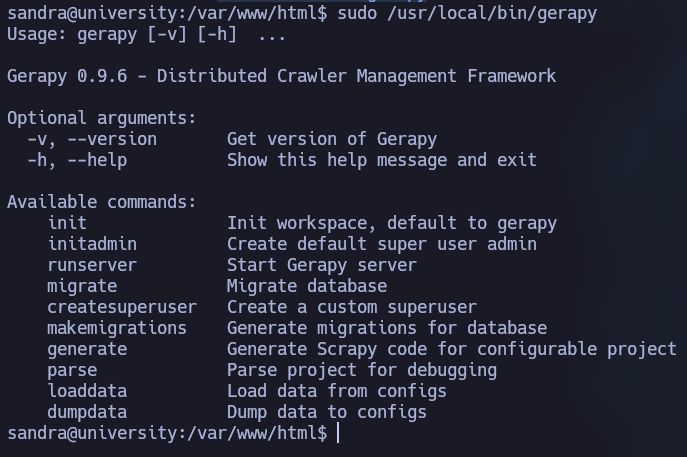 sandra@university:/var/www/html$ sudo /usr/local/bin/gerapy
Usage: gerapy [-v] [-h]  ...

Gerapy 0.9.6 - Distributed Crawler Management Framework

Optional arguments:
  -v, --version       Get version of Gerapy
  -h, --help          Show this help message and exit

Available commands:
    init              Init workspace, default to gerapy
    initadmin         Create default super user admin
    runserver         Start Gerapy server
    migrate           Migrate database
    createsuperuser   Create a custom superuser
    makemigrations    Generate migrations for database
    generate          Generate Scrapy code for configurable project
    parse             Parse project for debugging
    loaddata          Load data from configs
    dumpdata          Dump data to configs
sandra@university:/var/www/html$